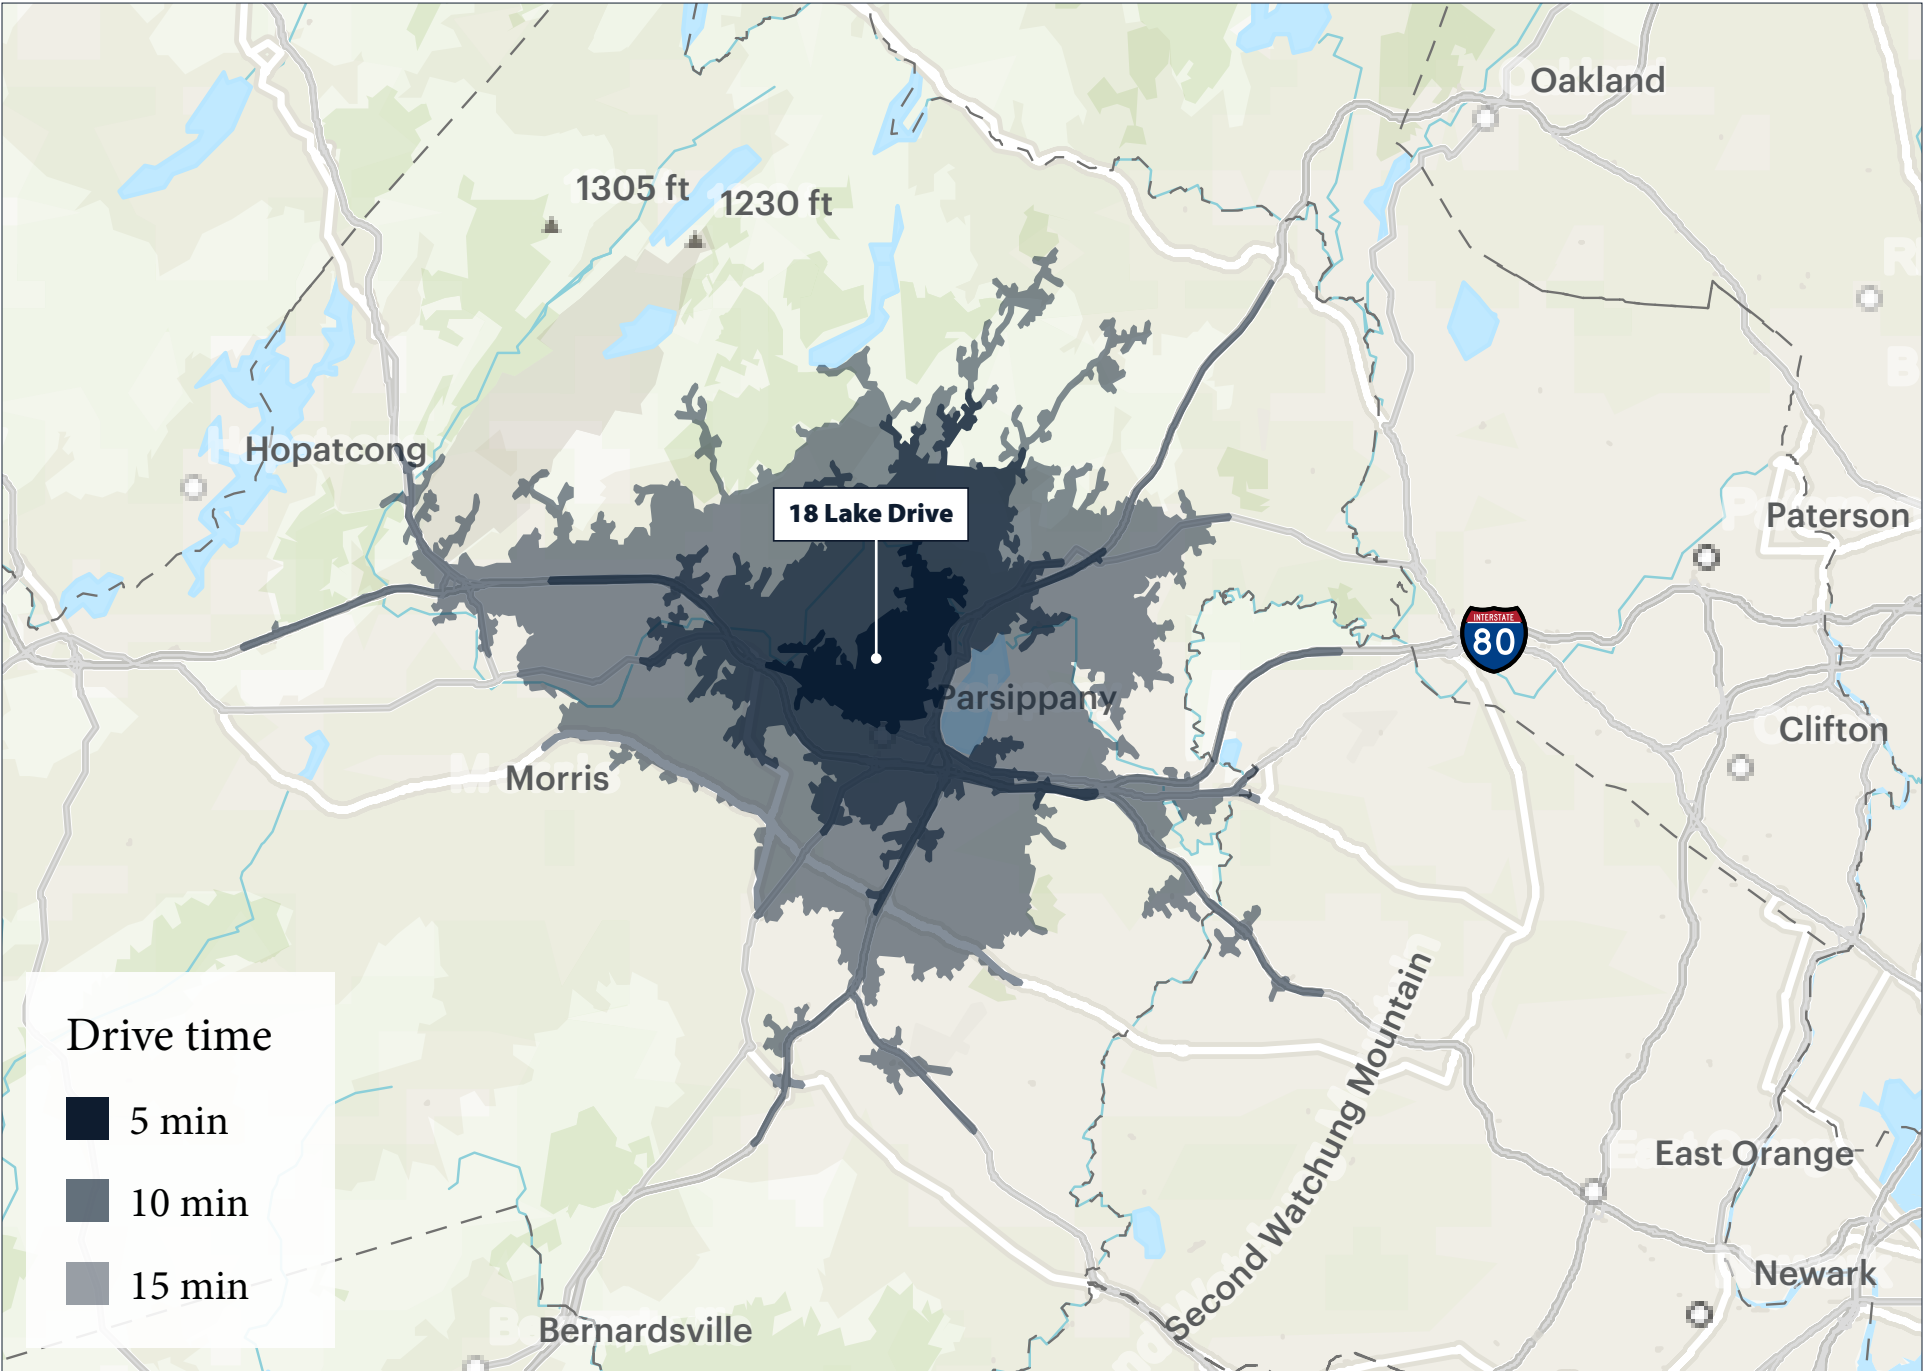 Oakland
1305 ft
1230 ft
Hopatcong
18 Lake Drive
Paterson
INTERSTATE
80
Parsippany
Clifton
Morris
Second Watchung Mountain
Drive time
5 min
10 min
15 min
East Orange
Newark
Bernardsville